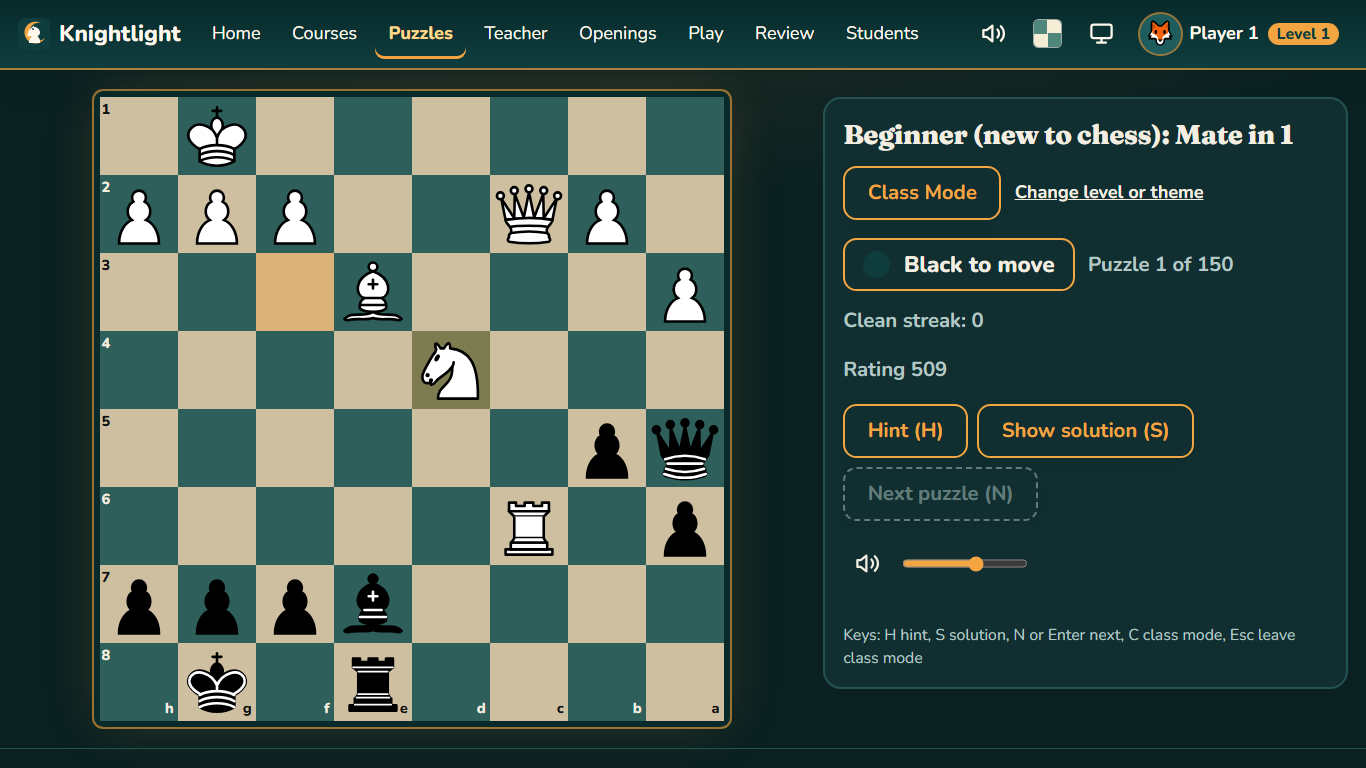 Knightlight Home Courses Puzzles Teacher Openings Play Review Students Player 1 Level 1
Beginner (new to chess): Mate in 1
Class Mode Change level or theme
Black to move Puzzle 1 of 150
Clean streak: 0
Rating 509
Hint (H) Show solution (S)
Next puzzle (N)
Keys: H hint, S solution, N or Enter next, C class mode, Esc leave
class mode
1
2
3
4
5
6
7
8
h g f e d c b a